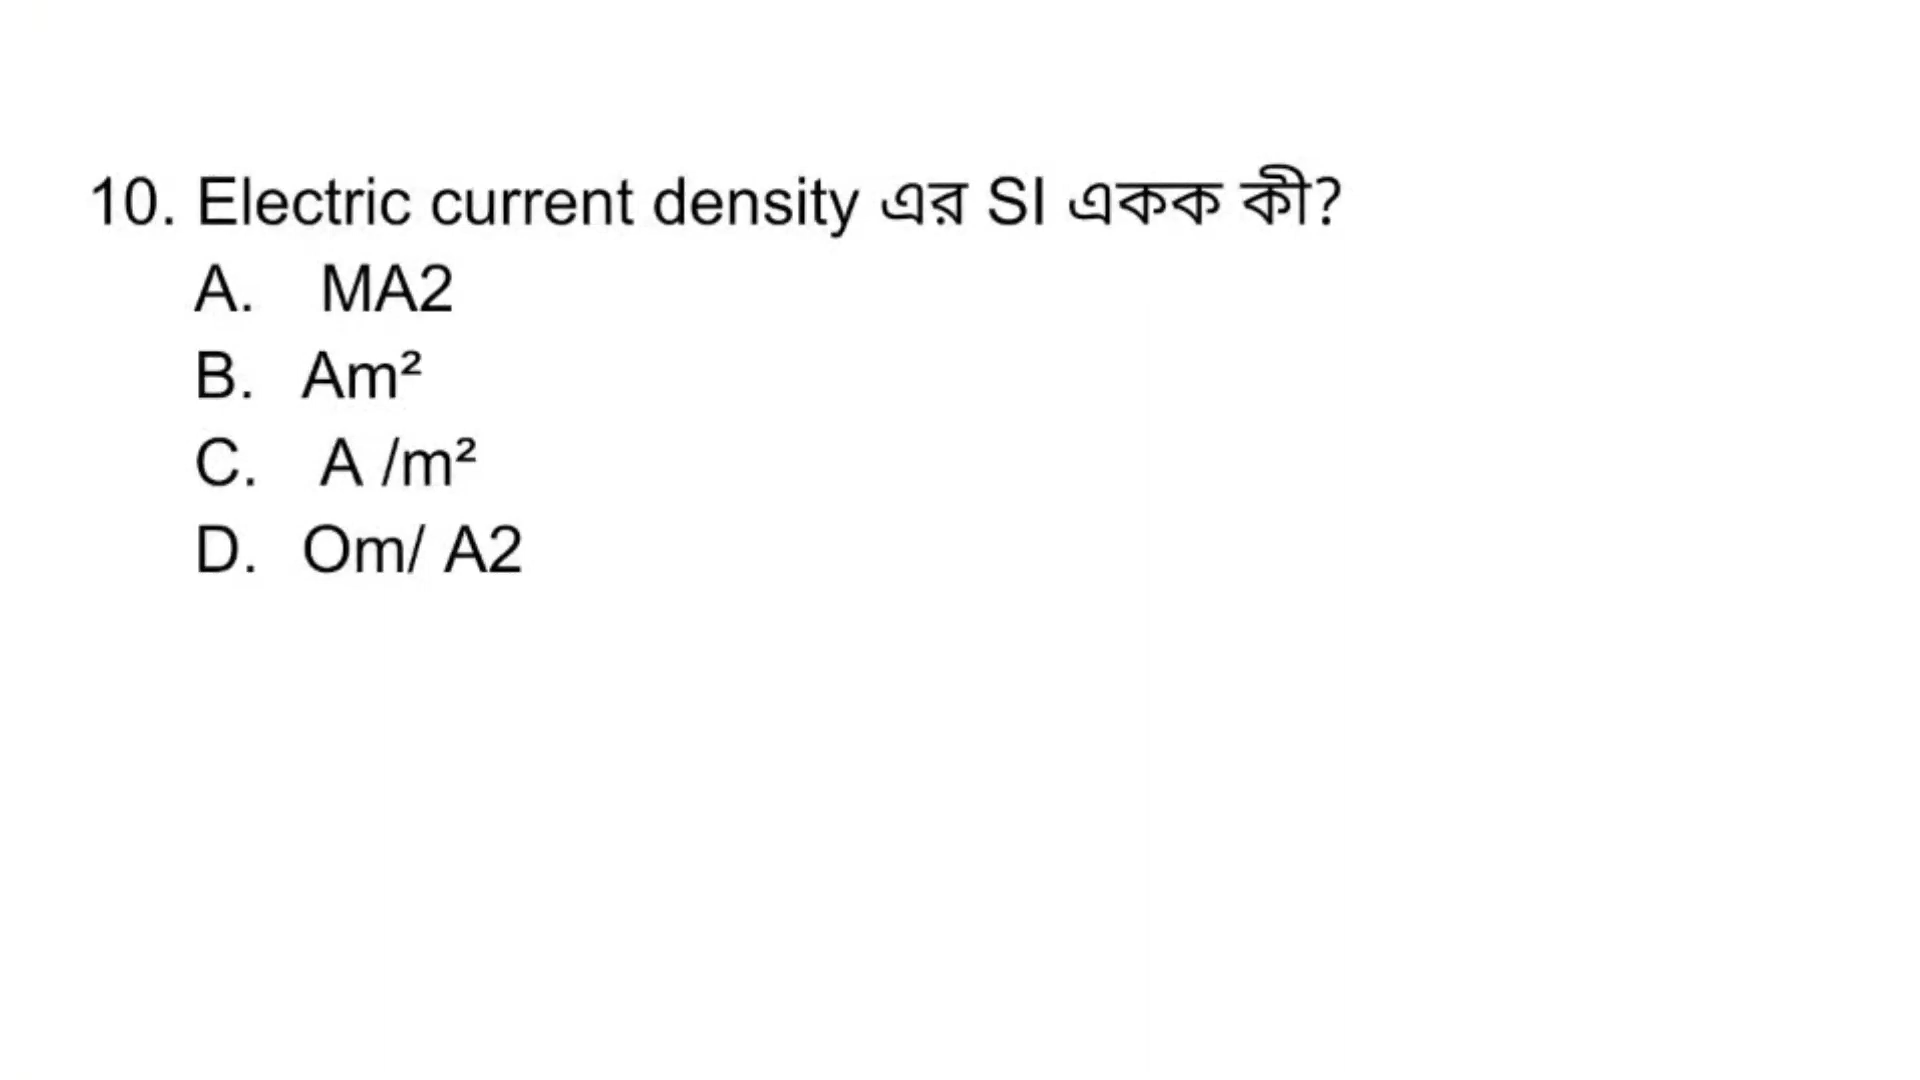 10. Electric current density এর SI একক কী?
A. MA2
B. Am²
C. A /m²
D. Om/ A2